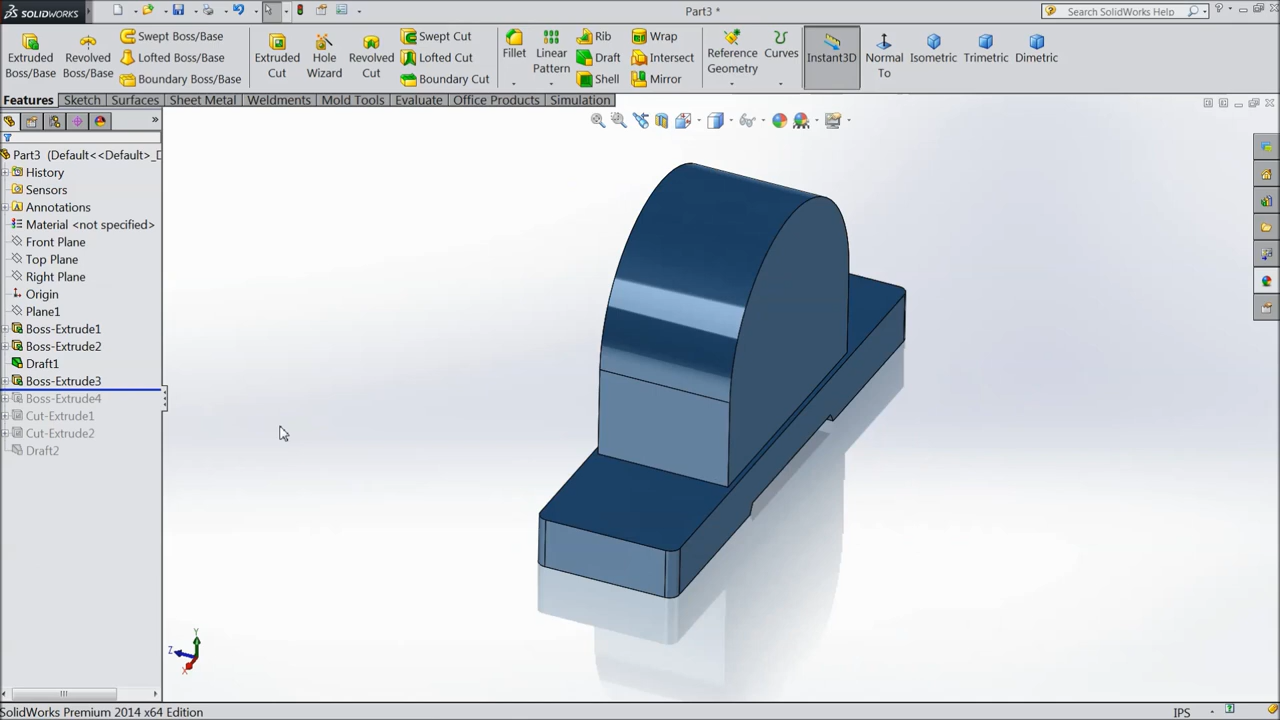 SOLIDWORKS
Part3 *
Search SolidWorks Help
Extruded Boss/Base
Revolved Boss/Base
Swept Boss/Base
Lofted Boss/Base
Boundary Boss/Base
Extruded Cut
Hole Wizard
Revolved Cut
Swept Cut
Lofted Cut
Boundary Cut
Fillet
Linear Pattern
Rib
Draft
Shell
Wrap
Intersect
Mirror
Reference Geometry
Curves
Instant3D
Normal To
Isometric
Trimetric
Dimetric
Features Sketch Surfaces Sheet Metal Weldments Mold Tools Evaluate Office Products Simulation
Part3 (Default<<Default>_D
History
Sensors
Annotations
Material <not specified>
Front Plane
Top Plane
Right Plane
Origin
Plane1
Boss-Extrude1
Boss-Extrude2
Draft1
Boss-Extrude3
Boss-Extrude4
Cut-Extrude1
Cut-Extrude2
Draft2
Y
Z
X
SolidWorks Premium 2014 x64 Edition
IPS